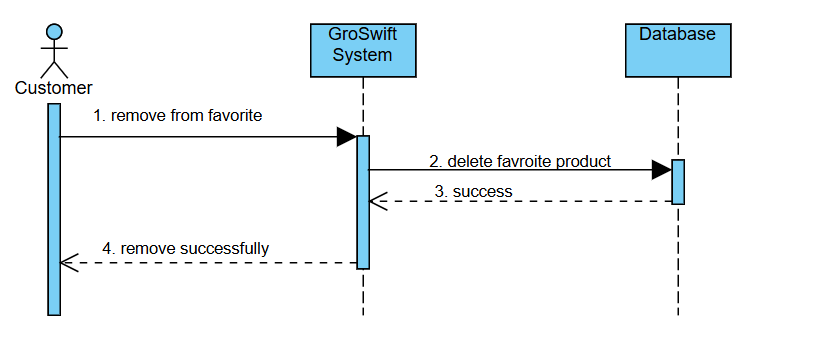 GroSwift
System
Database
Customer
1. remove from favorite
2. delete favroite product
3. success
4. remove successfully